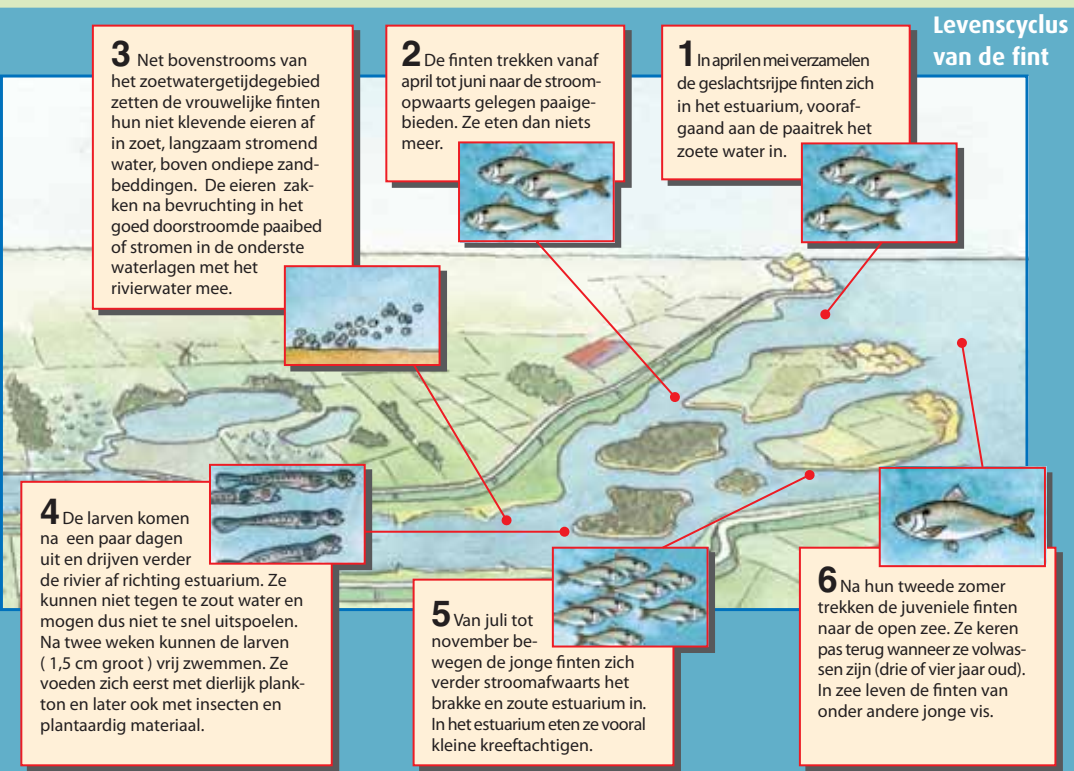 Levenscyclus
van de fint
1 In april en mei verzamelen
de geslachtsrijpe finten zich
in het estuarium, vooraf-
gaand aan de paaitrek het
zoete water in.
2 De finten trekken vanaf
april tot juni naar de stroom-
opwaarts gelegen paaige-
bieden. Ze eten dan niets
meer.
3 Net bovenstrooms van
het zoetwatergetijdegebied
zetten de vrouwelijke finten
hun niet klevende eieren af
in zoet, langzaam stromend
water, boven ondiepe zand-
beddingen. De eieren zak-
ken na bevruchting in het
goed doorstroomde paaibed
of stromen in de onderste
waterlagen met het
rivierwater mee.
4 De larven komen
na een paar dagen
uit en drijven verder
de rivier af richting estuarium. Ze
kunnen niet tegen te zout water en
mogen dus niet te snel uitspoelen.
Na twee weken kunnen de larven
( 1,5 cm groot ) vrij zwemmen. Ze
voeden zich eerst met dierlijk plank-
ton en later ook met insecten en
plantaardig materiaal.
5 Van juli tot
november be-
wegen de jonge finten zich
verder stroomafwaarts het
brakke en zoute estuarium in.
In het estuarium eten ze vooral
kleine kreeftachtigen.
6 Na hun tweede zomer
trekken de juveniele finten
naar de open zee. Ze keren
pas terug wanneer ze volwas-
sen zijn (drie of vier jaar oud).
In zee leven de finten van
onder andere jonge vis.